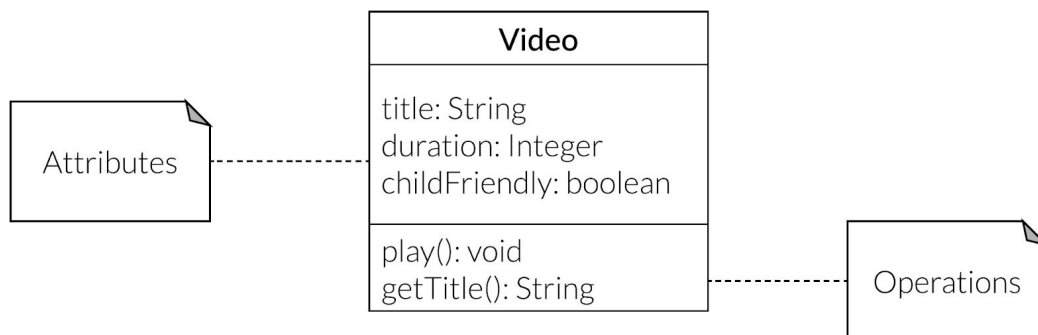 Video
title: String
duration: Integer
childFriendly: boolean
Attributes
play(): void
getTitle(): String
Operations